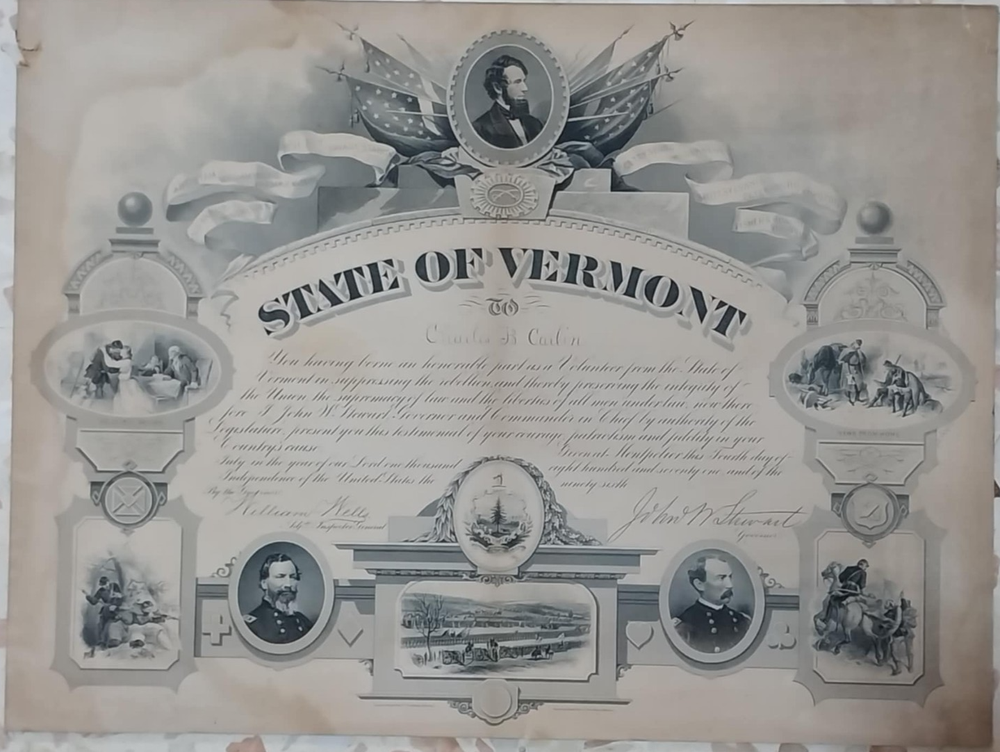 STATE OF VERMONT
TO
Charles B. Carlin
You having borne an honorable part as a Volunteer from the State of
Vermont in suppressing the rebellion, and thereby preserving the integrity of
the Union, the supremacy of law and the liberties of all men under law, now there
fore I John W. Stewart Governor and Commander in Chief by authority of the
Legislature, present you this testimonial of your courage, patriotism and fidelity in your
Country's cause. Given at Montpelier this Fourth day of
July in the year of our Lord one thousand eight hundred and seventy one, and of the
Independence of the United States the ninety sixth
By the Governor
William Wells
Adjt. & Inspector General
John W Stewart
Governor
1